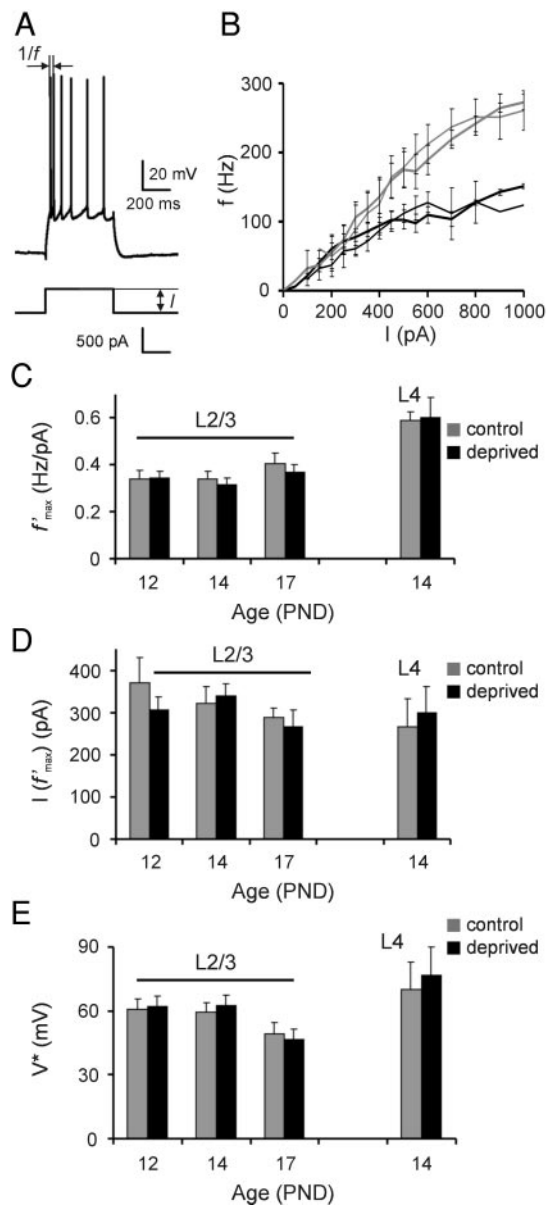 A
1/f
20 mV
200 ms
I
500 pA
B
f (Hz)
300
200
100
0
0 200 400 600 800 1000
I (pA)
C
f'max (Hz/pA)
0.6
0.4
0.2
0
L2/3
L4
control
deprived
12 14 17 14
Age (PND)
D
I (f'max) (pA)
400
300
200
100
0
L2/3
L4
control
deprived
12 14 17 14
Age (PND)
E
V* (mV)
90
60
30
0
L2/3
L4
control
deprived
12 14 17 14
Age (PND)